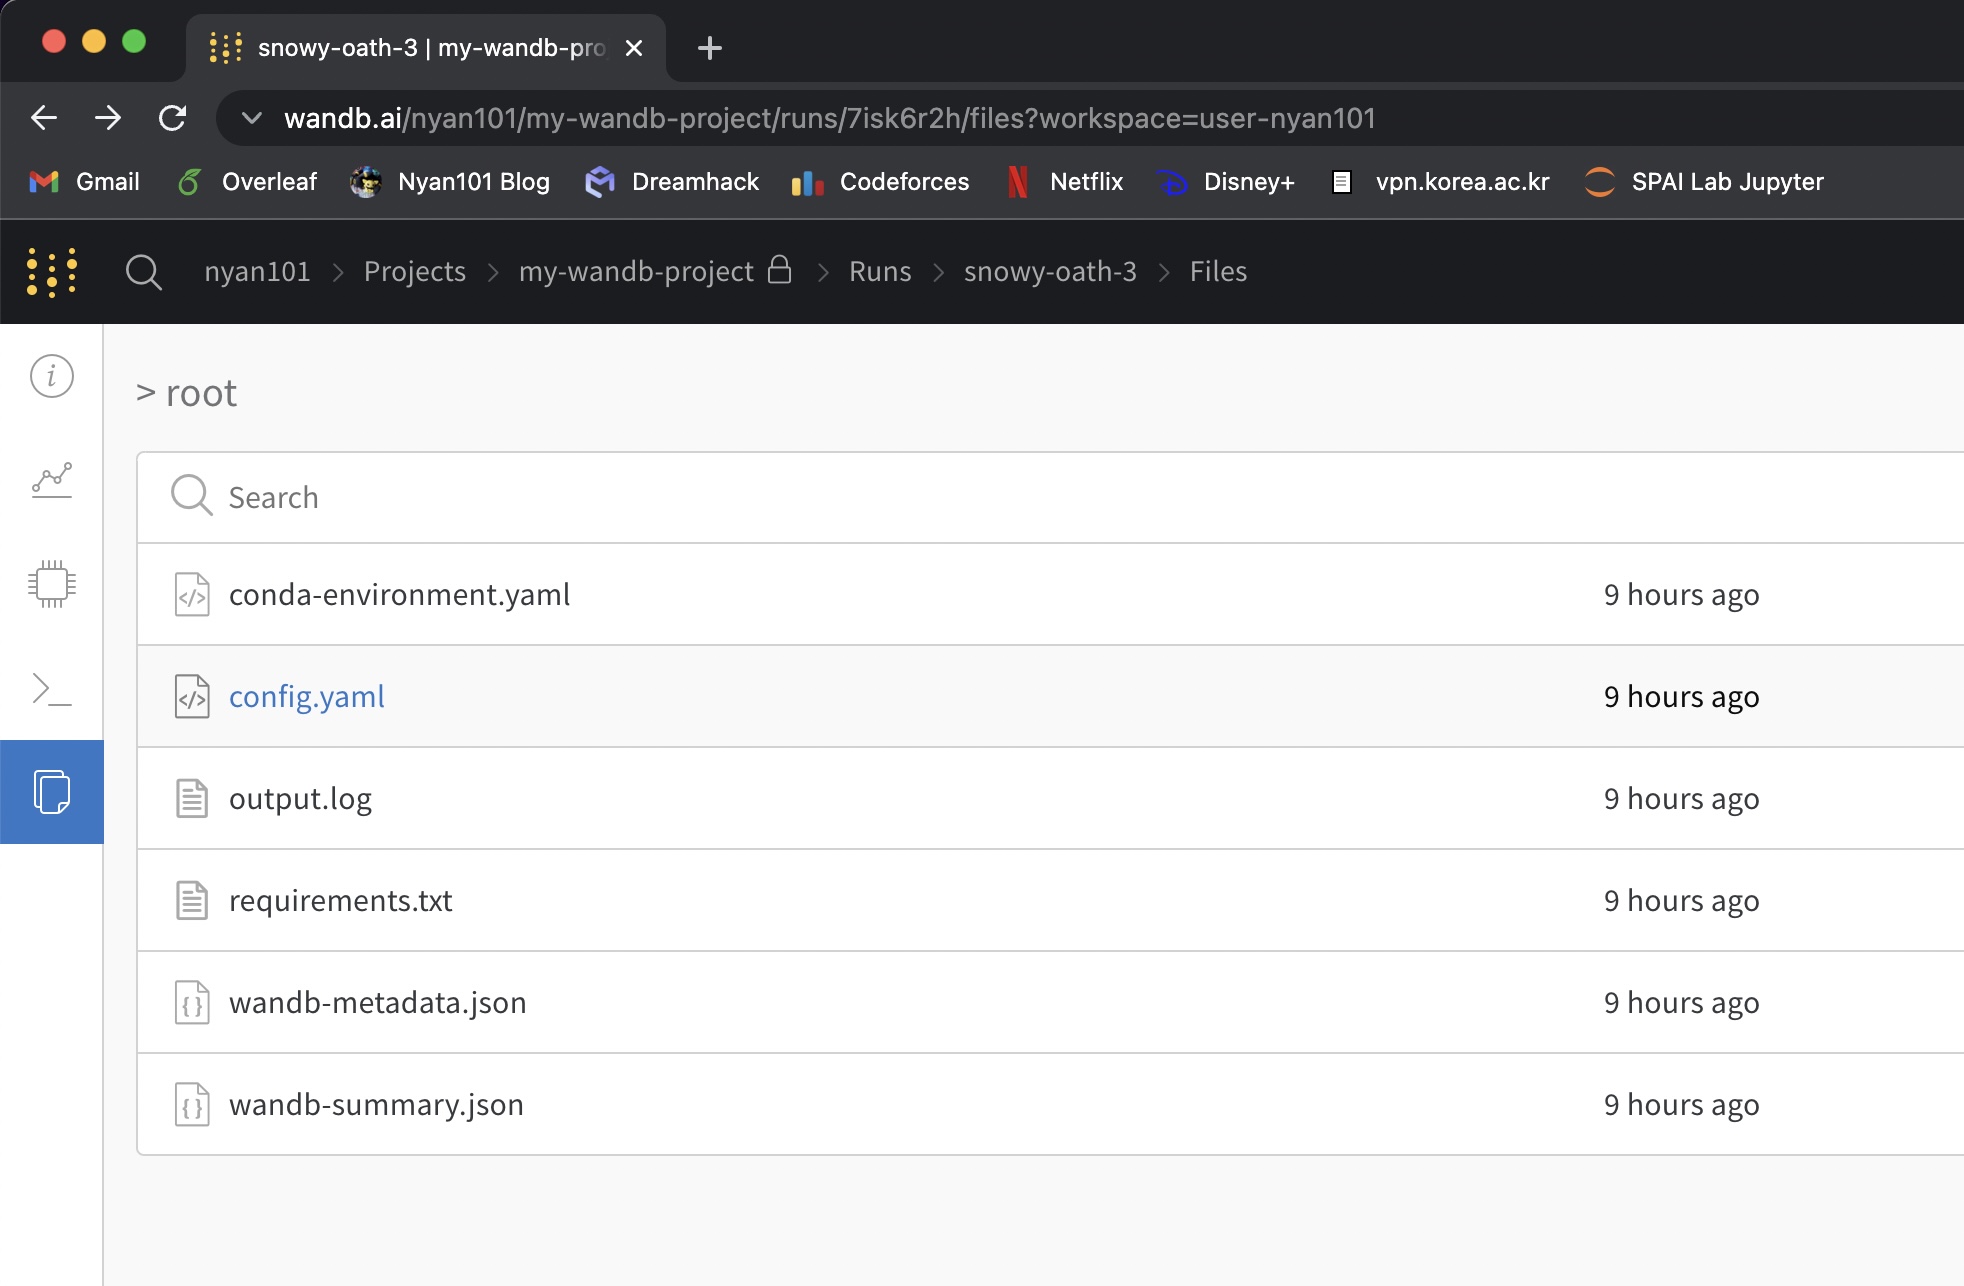 snowy-oath-3 | my-wandb-pro
wandb.ai/nyan101/my-wandb-project/runs/7isk6r2h/files?workspace=user-nyan101
Gmail Overleaf Nyan101 Blog Dreamhack Codeforces Netflix Disney+ vpn.korea.ac.kr SPAI Lab Jupyter
nyan101 > Projects > my-wandb-project > Runs > snowy-oath-3 > Files
> root
Search
conda-environment.yaml 9 hours ago
config.yaml 9 hours ago
output.log 9 hours ago
requirements.txt 9 hours ago
wandb-metadata.json 9 hours ago
wandb-summary.json 9 hours ago